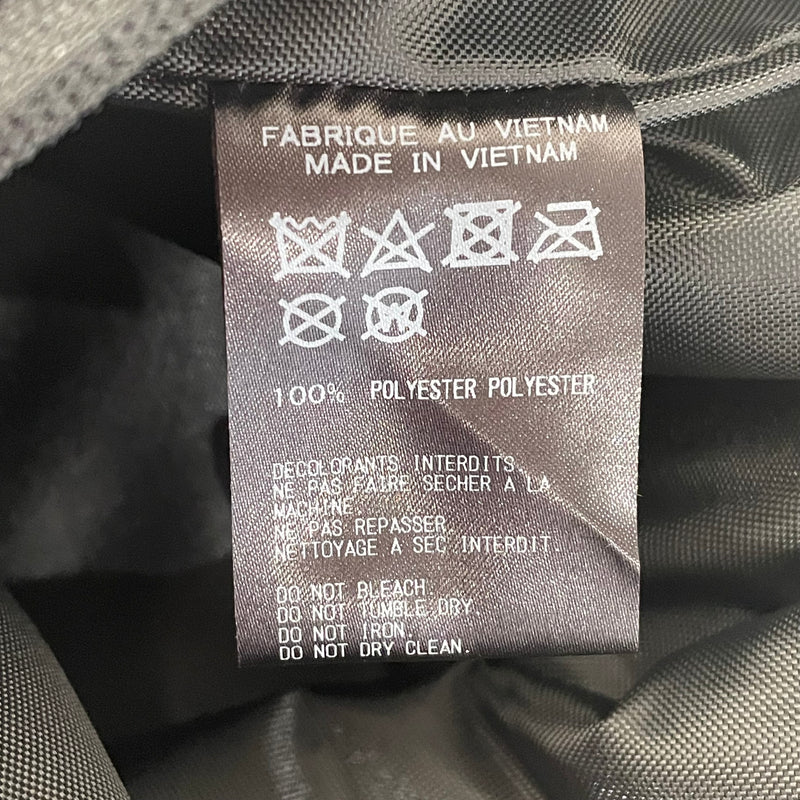 FABRIQUE AU VIETNAM
MADE IN VIETNAM
W
100% POLYESTER POLYESTER
DECOLORANTS INTERDITS
NE PAS FAIRE SECHER A LA
MACHINE
NE PAS REPASSER.
NETTOYAGE A SEC INTERDIT.
DO NOT BLEACH.
DO NOT TUMBLE DRY.
DO NOT IRON.
DO NOT DRY CLEAN.